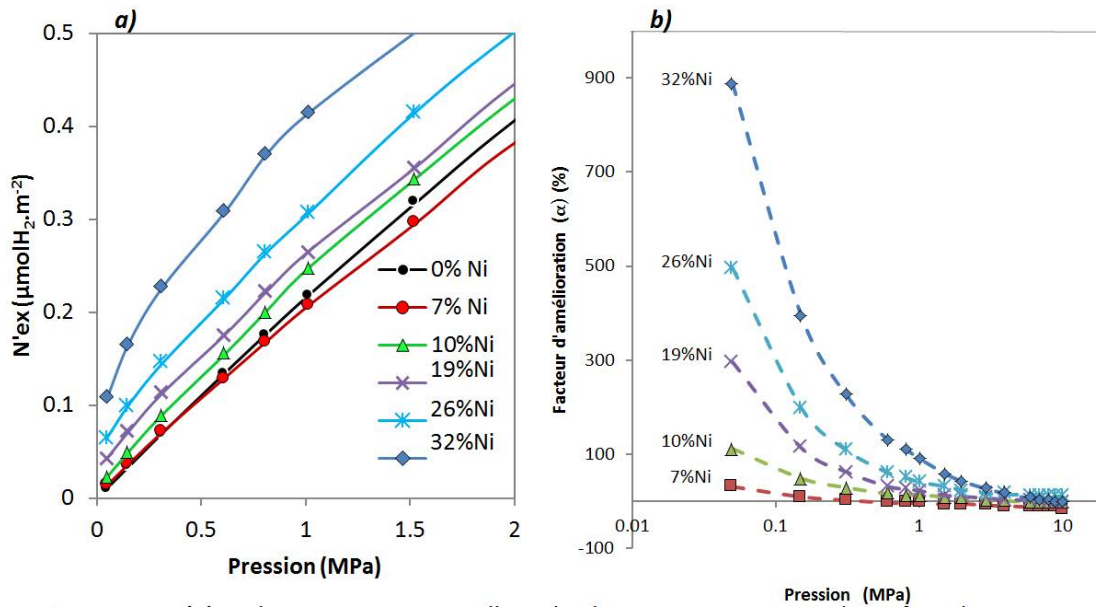 a)
0.5
0.4
0.3
0.2
0.1
0
N'ex (µmolH₂.m⁻²)
0% Ni
7% Ni
10%Ni
19%Ni
26%Ni
32%Ni
0
0.5
1
1.5
2
Pression (MPa)
b)
900
700
500
300
100
-100
Facteur d'amélioration (α) (%)
32%Ni
26%Ni
19%Ni
10%Ni
7%Ni
0.01
0.1
1
10
Pression (MPa)